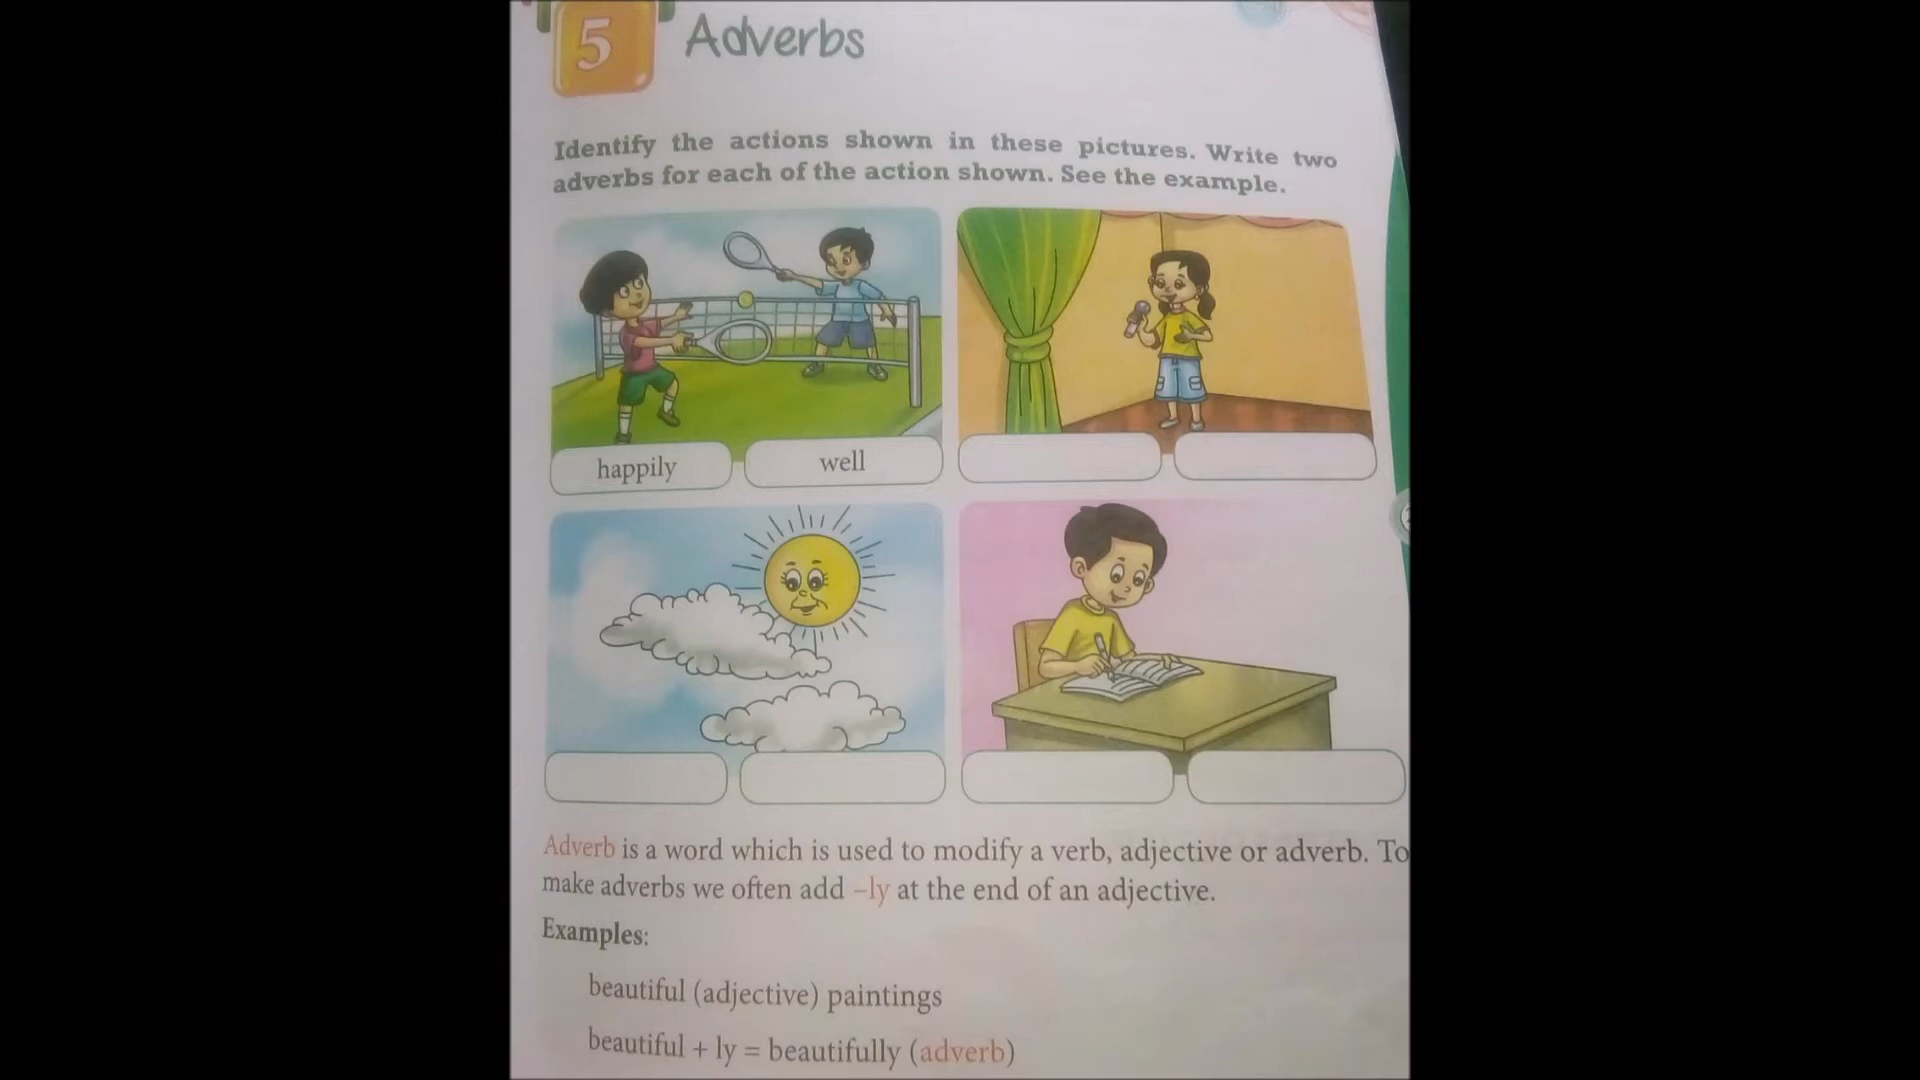 5
Adverbs
Identify the actions shown in these pictures. Write two
adverbs for each of the action shown. See the example.
happily
well
Adverb is a word which is used to modify a verb, adjective or adverb. To
make adverbs we often add –ly at the end of an adjective.
Examples:
beautiful (adjective) paintings
beautiful + ly = beautifully (adverb)